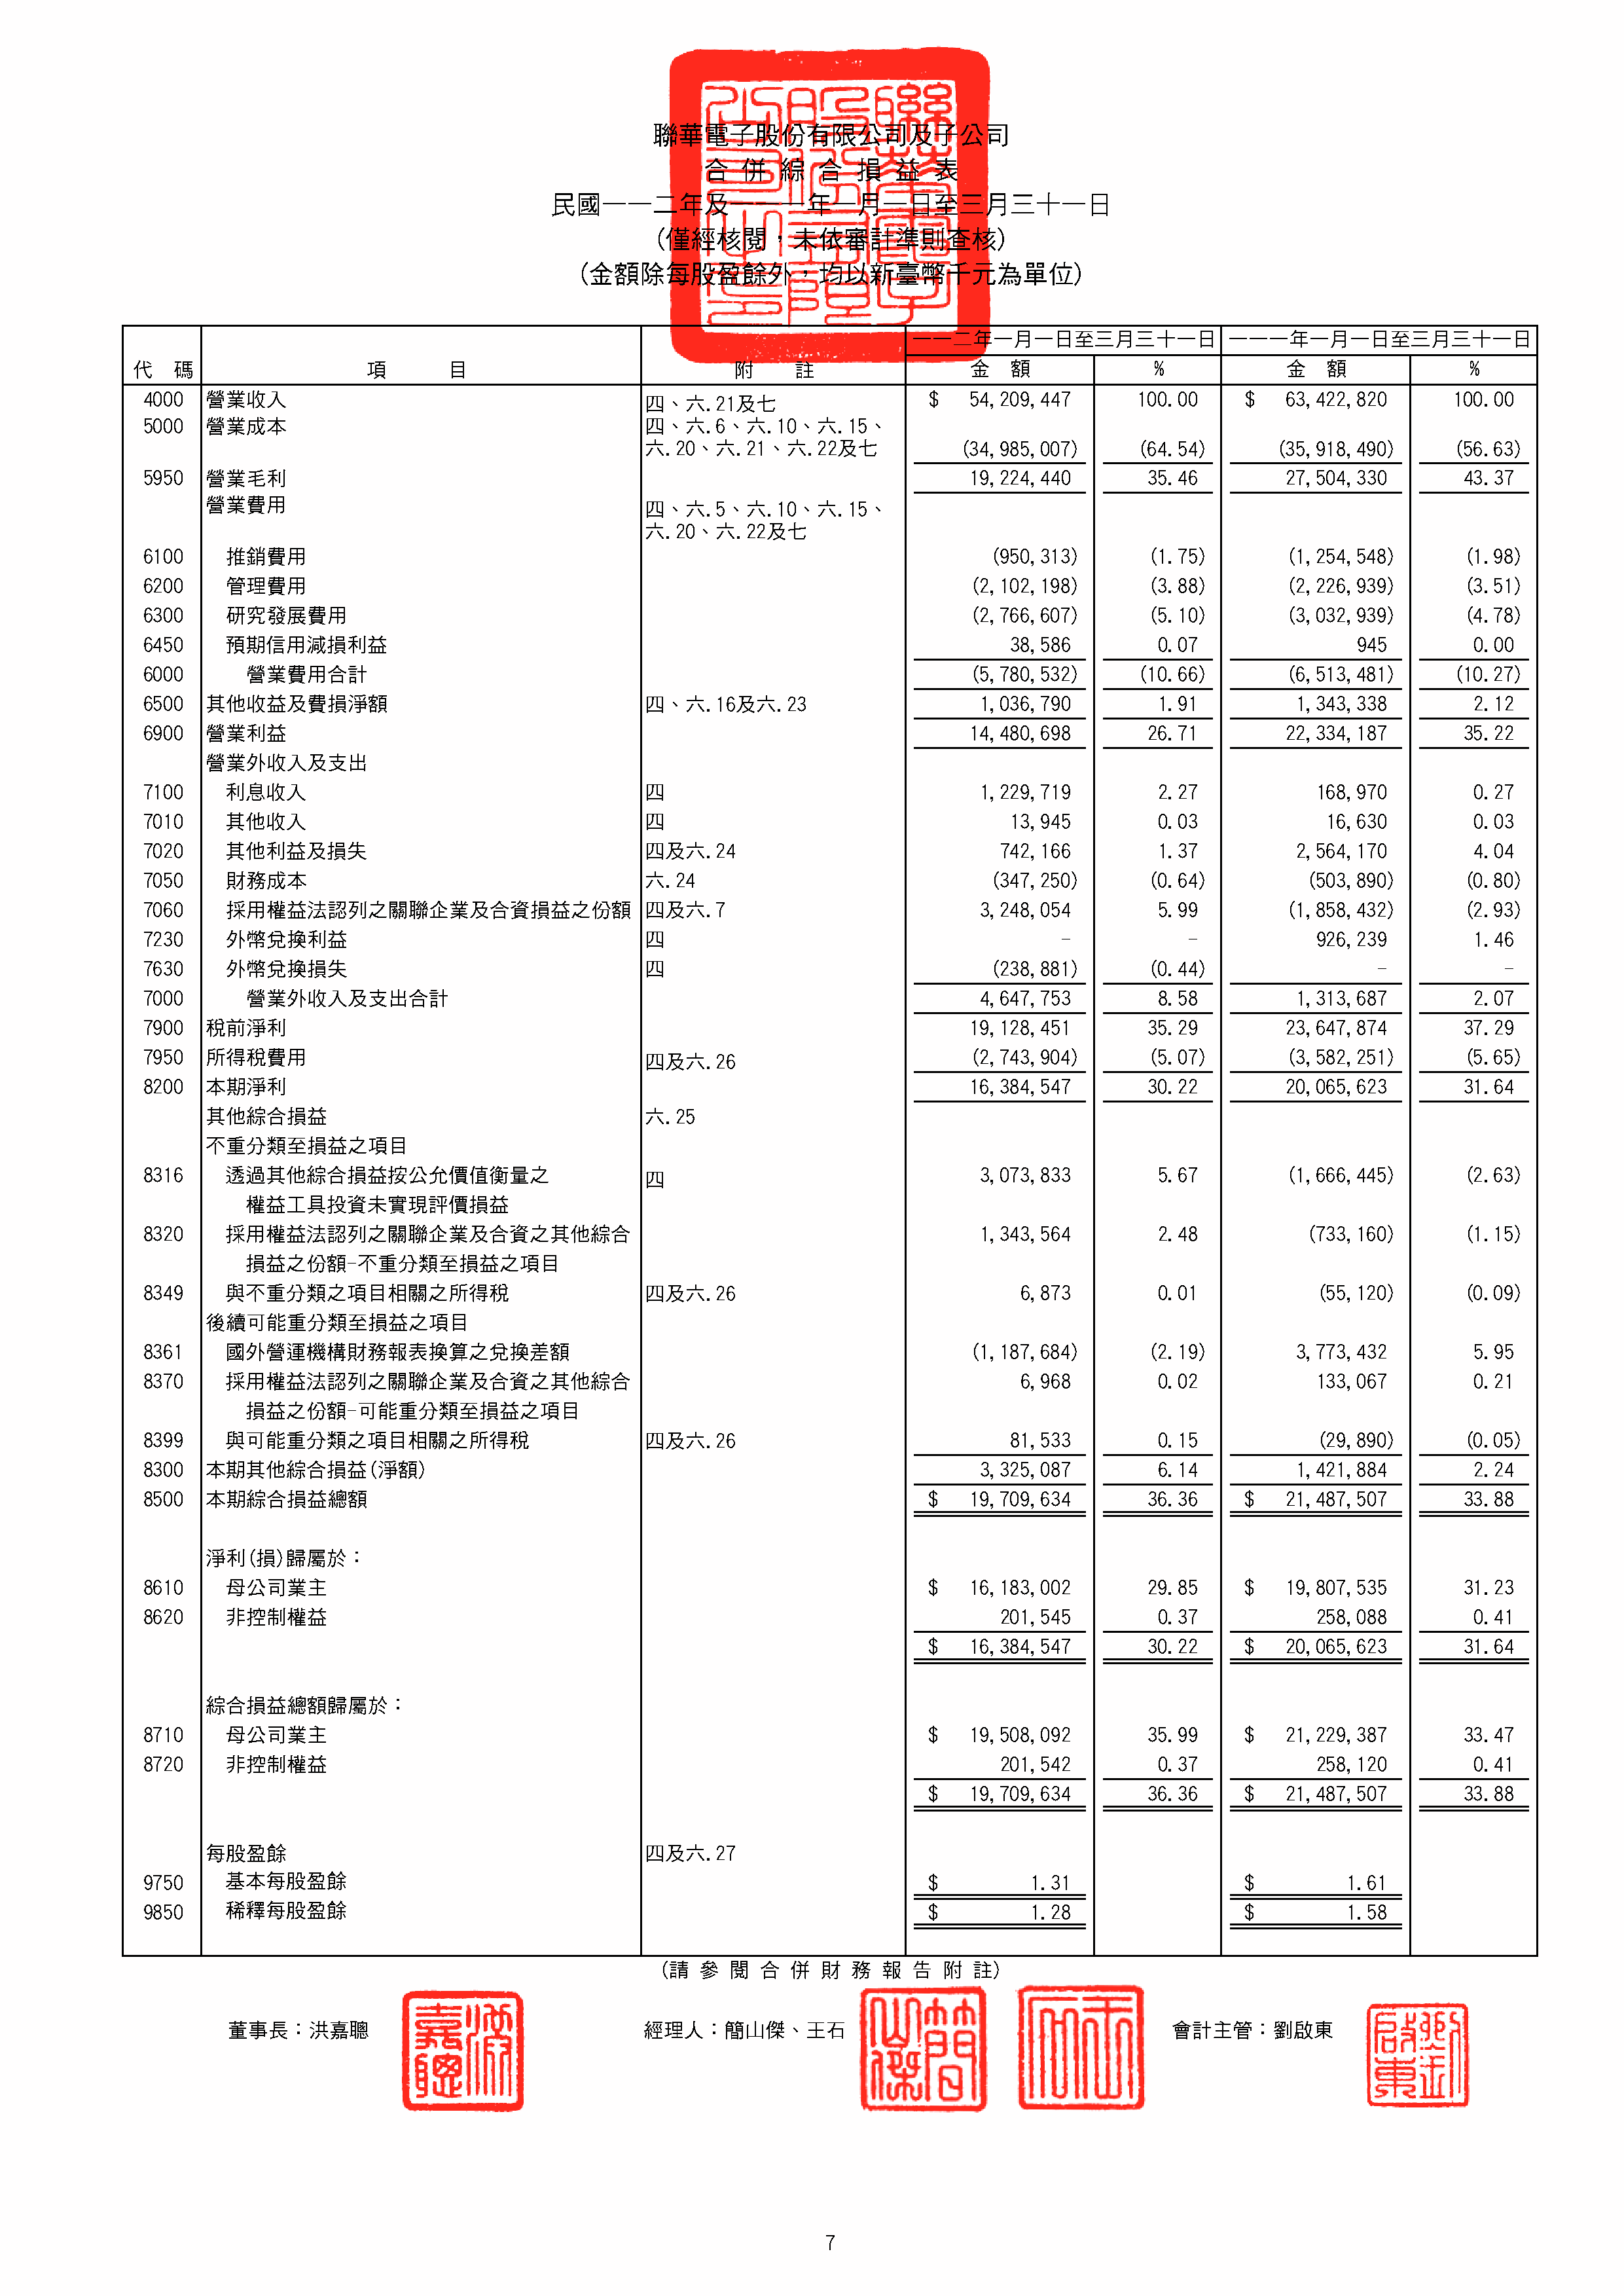 聯華電子股份有限公司及子公司
合併綜合損益表
民國一一二年及一一一年一月一日至三月三十一日
(僅經核閱，未依審計準則查核)
(金額除每股盈餘外，均以新臺幣千元為單位)
一一二年一月一日至三月三十一日 一一一年一月一日至三月三十一日
代 碼 項 目 附 註 金 額 % 金 額 %
4000 營業收入 四、六.21及七 $ 54,209,447 100.00 $ 63,422,820 100.00
5000 營業成本 四、六.6、六.10、六.15、
六.20、六.21、六.22及七 (34,985,007) (64.54) (35,918,490) (56.63)
5950 營業毛利 19,224,440 35.46 27,504,330 43.37
營業費用 四、六.5、六.10、六.15、
六.20、六.22及七
6100 推銷費用 (950,313) (1.75) (1,254,548) (1.98)
6200 管理費用 (2,102,198) (3.88) (2,226,939) (3.51)
6300 研究發展費用 (2,766,607) (5.10) (3,032,939) (4.78)
6450 預期信用減損利益 38,586 0.07 945 0.00
6000 營業費用合計 (5,780,532) (10.66) (6,513,481) (10.27)
6500 其他收益及費損淨額 四、六.16及六.23 1,036,790 1.91 1,343,338 2.12
6900 營業利益 14,480,698 26.71 22,334,187 35.22
營業外收入及支出
7100 利息收入 四 1,229,719 2.27 168,970 0.27
7010 其他收入 四 13,945 0.03 16,630 0.03
7020 其他利益及損失 四及六.24 742,166 1.37 2,564,170 4.04
7050 財務成本 六.24 (347,250) (0.64) (503,890) (0.80)
7060 採用權益法認列之關聯企業及合資損益之份額 四及六.7 3,248,054 5.99 (1,858,432) (2.93)
7230 外幣兌換利益 四 - - 926,239 1.46
7630 外幣兌換損失 四 (238,881) (0.44) - -
7000 營業外收入及支出合計 4,647,753 8.58 1,313,687 2.07
7900 稅前淨利 19,128,451 35.29 23,647,874 37.29
7950 所得稅費用 四及六.26 (2,743,904) (5.07) (3,582,251) (5.65)
8200 本期淨利 16,384,547 30.22 20,065,623 31.64
其他綜合損益 六.25
不重分類至損益之項目
8316 透過其他綜合損益按公允價值衡量之 四 3,073,833 5.67 (1,666,445) (2.63)
權益工具投資未實現評價損益
8320 採用權益法認列之關聯企業及合資之其他綜合 1,343,564 2.48 (733,160) (1.15)
損益之份額-不重分類至損益之項目
8349 與不重分類之項目相關之所得稅 四及六.26 6,873 0.01 (55,120) (0.09)
後續可能重分類至損益之項目
8361 國外營運機構財務報表換算之兌換差額 (1,187,684) (2.19) 3,773,432 5.95
8370 採用權益法認列之關聯企業及合資之其他綜合 6,968 0.02 133,067 0.21
損益之份額-可能重分類至損益之項目
8399 與可能重分類之項目相關之所得稅 四及六.26 81,533 0.15 (29,890) (0.05)
8300 本期其他綜合損益(淨額) 3,325,087 6.14 1,421,884 2.24
8500 本期綜合損益總額 $ 19,709,634 36.36 $ 21,487,507 33.88
淨利(損)歸屬於：
8610 母公司業主 $ 16,183,002 29.85 $ 19,807,535 31.23
8620 非控制權益 201,545 0.37 258,088 0.41
$ 16,384,547 30.22 $ 20,065,623 31.64
綜合損益總額歸屬於：
8710 母公司業主 $ 19,508,092 35.99 $ 21,229,387 33.47
8720 非控制權益 201,542 0.37 258,120 0.41
$ 19,709,634 36.36 $ 21,487,507 33.88
每股盈餘 四及六.27
9750 基本每股盈餘 $ 1.31 $ 1.61
9850 稀釋每股盈餘 $ 1.28 $ 1.58
(請參閱合併財務報告附註)
董事長：洪嘉聰 經理人：簡山傑、王石 會計主管：劉啟東
7